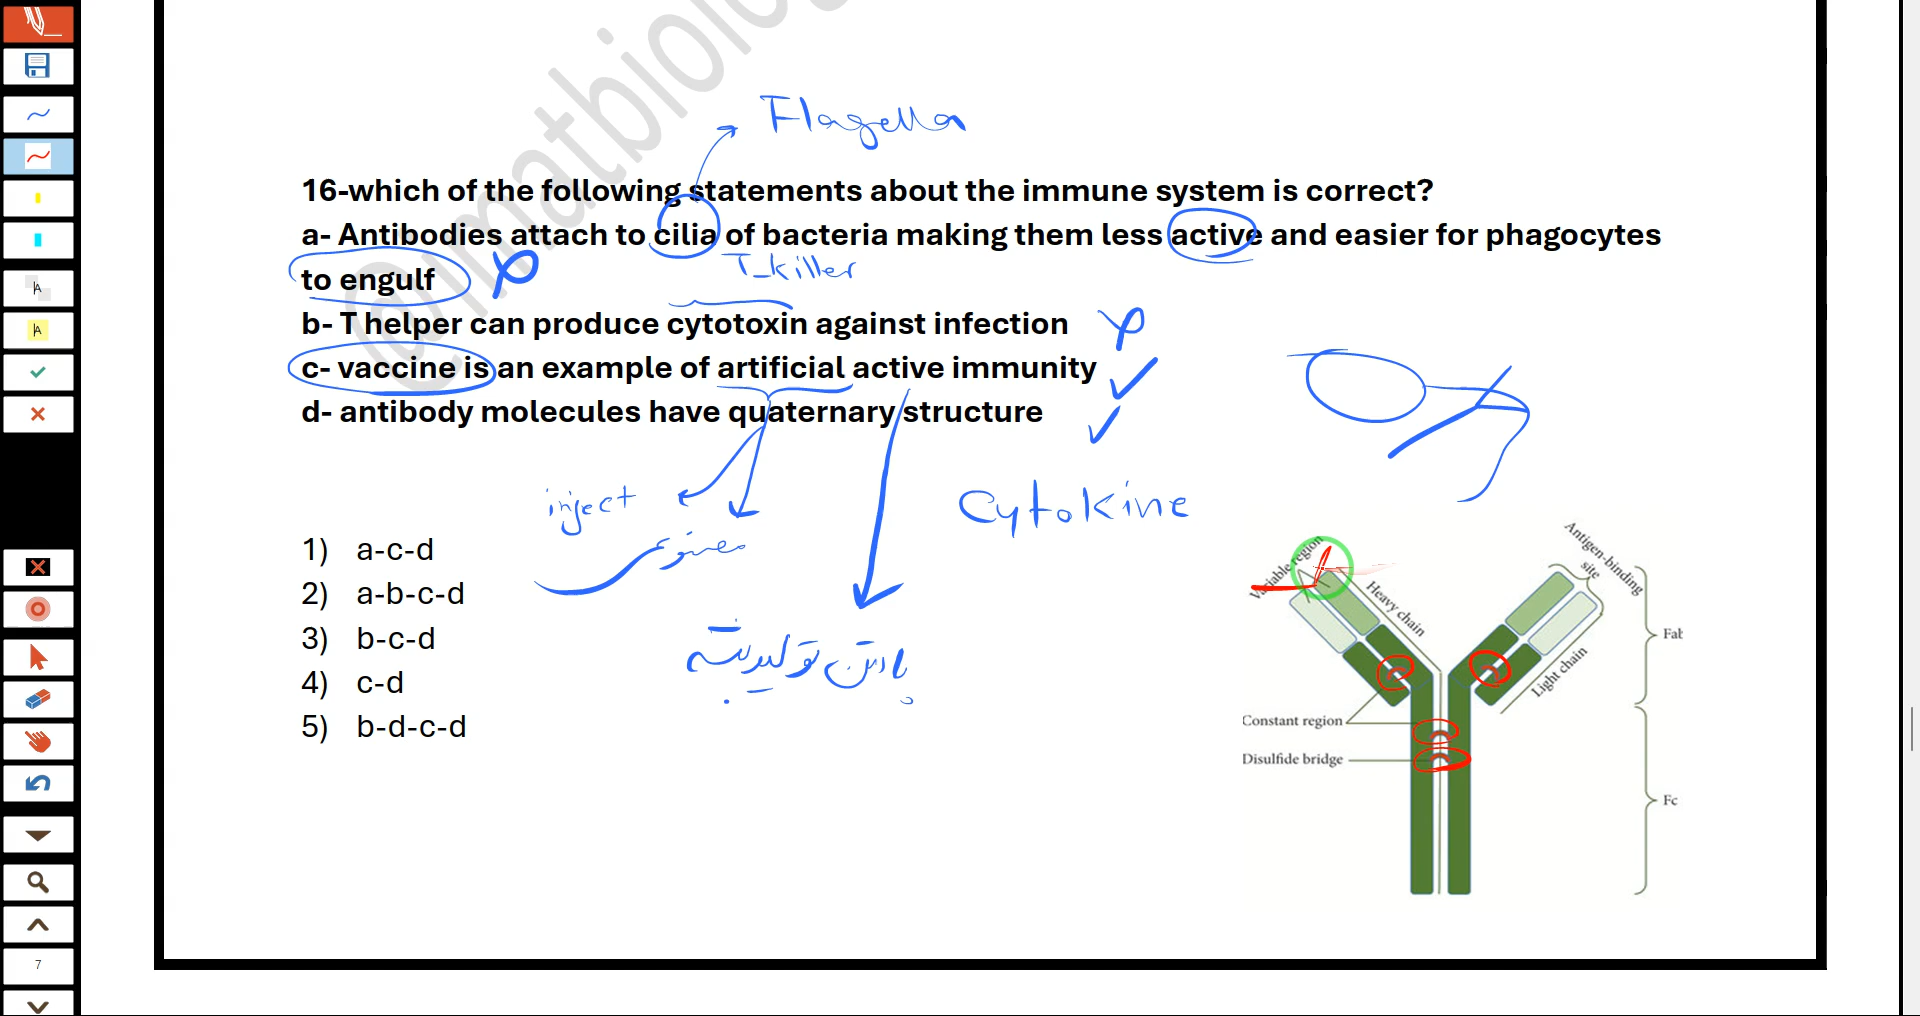 @imatbiology
Flagella
16-which of the following statements about the immune system is correct?
a- Antibodies attach to cilia of bacteria making them less active and easier for phagocytes
to engulf
T_killer
b- T helper can produce cytotoxin against infection
c- vaccine is an example of artificial active immunity
d- antibody molecules have quaternary structure
inject
Cytokine
1) a-c-d
2) a-b-c-d
3) b-c-d
4) c-d
5) b-d-c-d
Variable region
Heavy chain
Antigen-binding
site
Fab
Light chain
Constant region
Disulfide bridge
Fc
7